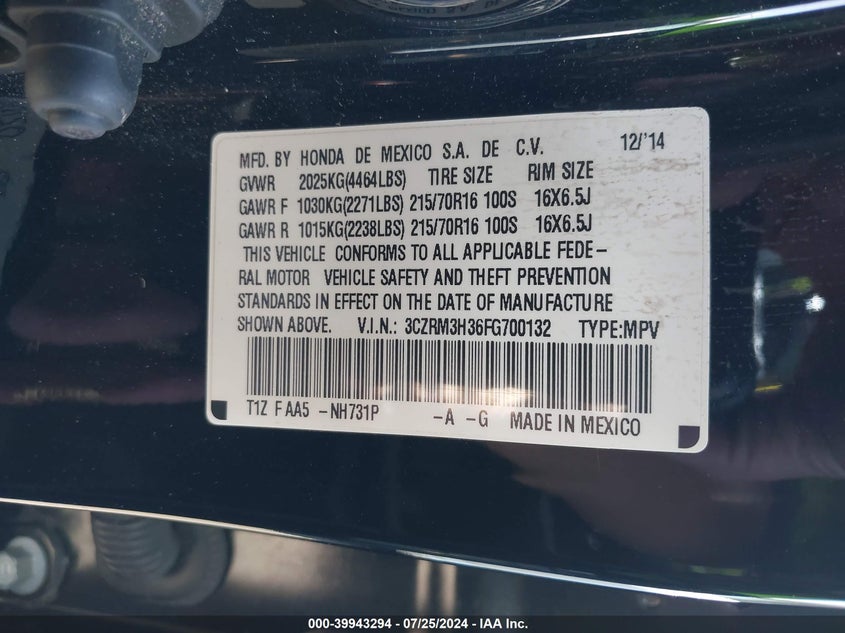 MFD. BY HONDA DE MEXICO S.A. DE C.V. 12/'14
GVWR 2025KG(4464LBS) TIRE SIZE RIM SIZE
GAWR F 1030KG(2271LBS) 215/70R16 100S 16X6.5J
GAWR R 1015KG(2238LBS) 215/70R16 100S 16X6.5J
THIS VEHICLE CONFORMS TO ALL APPLICABLE FEDE-
RAL MOTOR VEHICLE SAFETY AND THEFT PREVENTION
STANDARDS IN EFFECT ON THE DATE OF MANUFACTURE
SHOWN ABOVE. V.I.N.: 3CZRM3H36FG700132 TYPE:MPV
T1Z F AA5 -NH731P -A -G MADE IN MEXICO
000-39943294 - 07/25/2024 - IAA Inc.